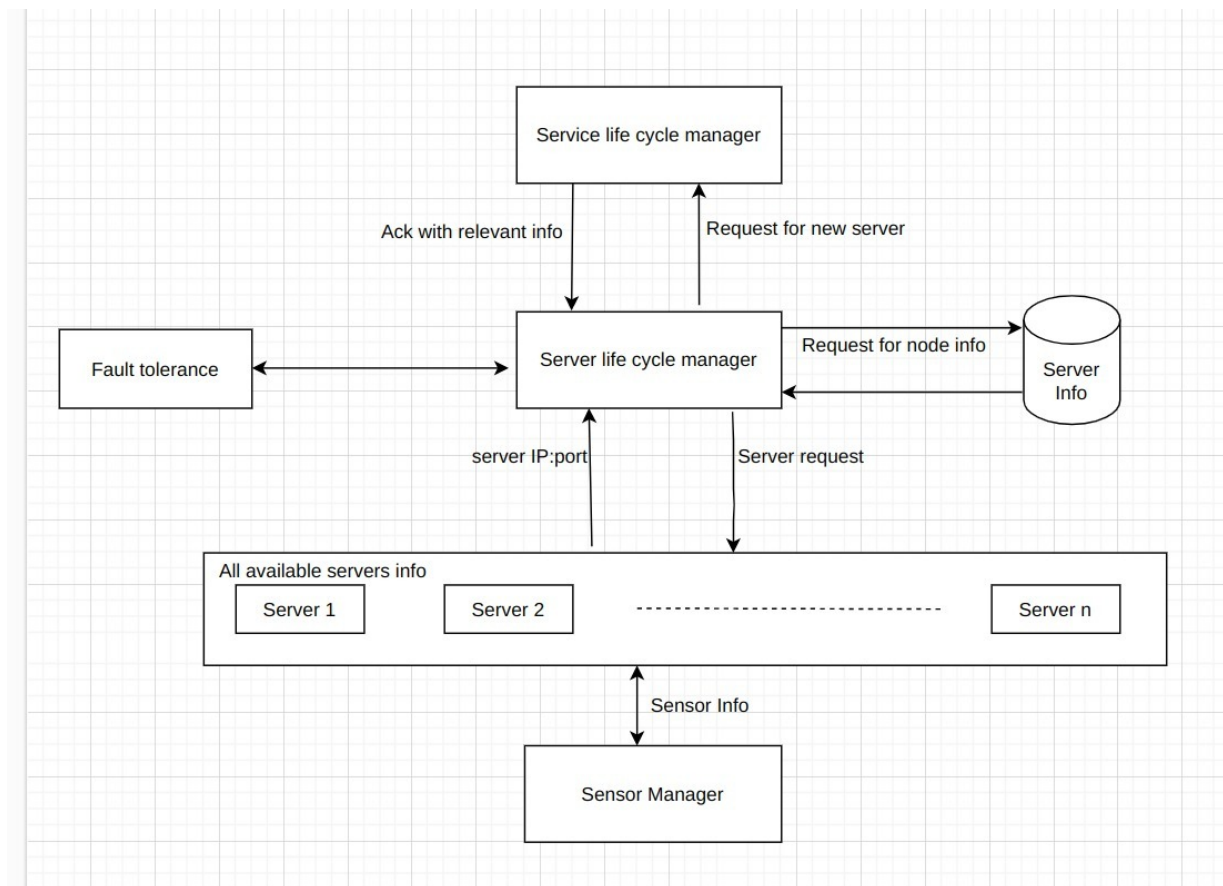 Service life cycle manager
Ack with relevant info
Request for new server
Fault tolerance
Server life cycle manager
Request for node info
Server
Info
server IP:port
Server request
All available servers info
Server 1
Server 2
Server n
Sensor Info
Sensor Manager